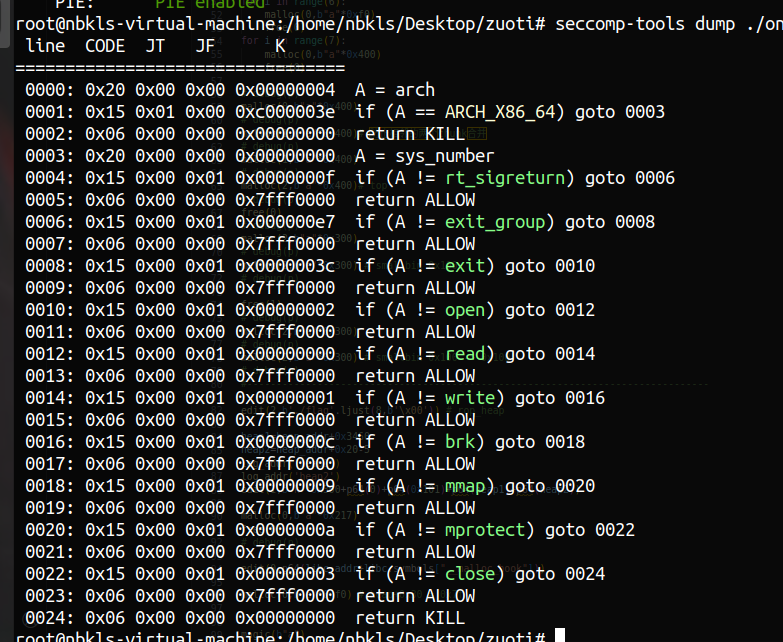 PIE: PIE enabled
root@nbkls-virtual-machine:/home/nbkls/Desktop/zuoti# seccomp-tools dump ./on
line CODE JT JF K
=================================
0000: 0x20 0x00 0x00 0x00000004 A = arch
0001: 0x15 0x01 0x00 0xc000003e if (A == ARCH_X86_64) goto 0003
0002: 0x06 0x00 0x00 0x00000000 return KILL
0003: 0x20 0x00 0x00 0x00000000 A = sys_number
0004: 0x15 0x00 0x01 0x0000000f if (A != rt_sigreturn) goto 0006
0005: 0x06 0x00 0x00 0x7fff0000 return ALLOW
0006: 0x15 0x00 0x01 0x000000e7 if (A != exit_group) goto 0008
0007: 0x06 0x00 0x00 0x7fff0000 return ALLOW
0008: 0x15 0x00 0x01 0x0000003c if (A != exit) goto 0010
0009: 0x06 0x00 0x00 0x7fff0000 return ALLOW
0010: 0x15 0x00 0x01 0x00000002 if (A != open) goto 0012
0011: 0x06 0x00 0x00 0x7fff0000 return ALLOW
0012: 0x15 0x00 0x01 0x00000000 if (A != read) goto 0014
0013: 0x06 0x00 0x00 0x7fff0000 return ALLOW
0014: 0x15 0x00 0x01 0x00000001 if (A != write) goto 0016
0015: 0x06 0x00 0x00 0x7fff0000 return ALLOW
0016: 0x15 0x00 0x01 0x0000000c if (A != brk) goto 0018
0017: 0x06 0x00 0x00 0x7fff0000 return ALLOW
0018: 0x15 0x00 0x01 0x00000009 if (A != mmap) goto 0020
0019: 0x06 0x00 0x00 0x7fff0000 return ALLOW
0020: 0x15 0x00 0x01 0x0000000a if (A != mprotect) goto 0022
0021: 0x06 0x00 0x00 0x7fff0000 return ALLOW
0022: 0x15 0x00 0x01 0x00000003 if (A != close) goto 0024
0023: 0x06 0x00 0x00 0x7fff0000 return ALLOW
0024: 0x06 0x00 0x00 0x00000000 return KILL
root@nbkls-virtual-machine:/home/nbkls/Desktop/zuoti#